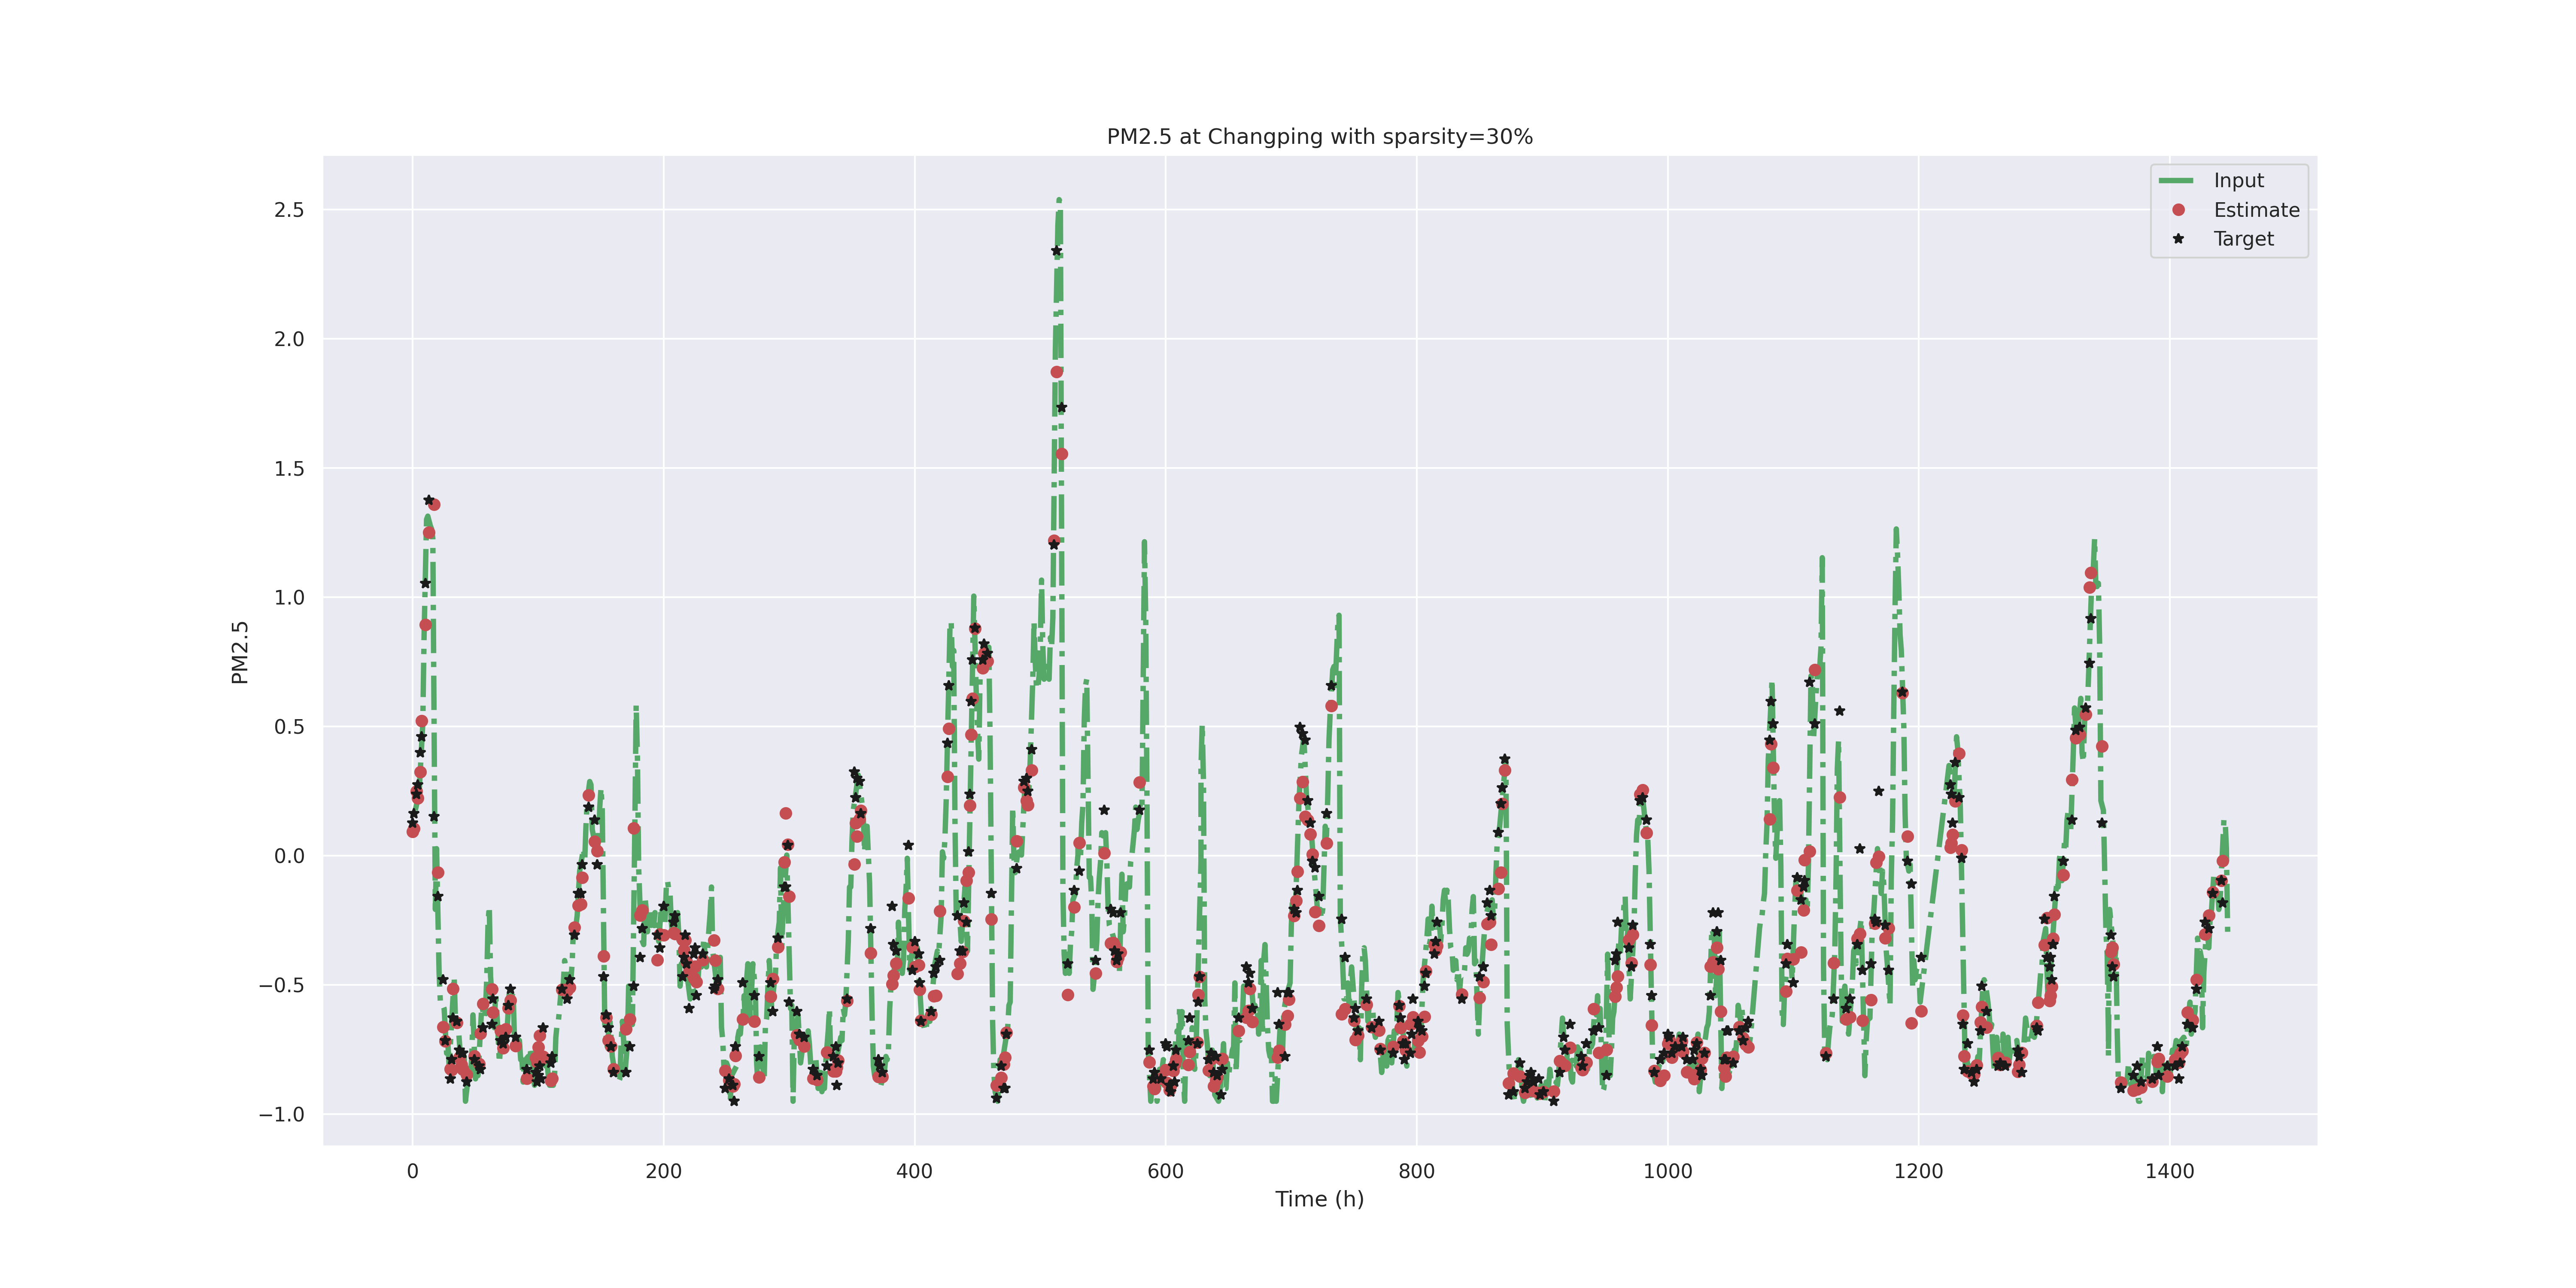 PM2.5 at Changping with sparsity=30%
Input
Estimate
Target
2.5
2.0
1.5
1.0
0.5
0.0
−0.5
−1.0
PM2.5
0 200 400 600 800 1000 1200 1400
Time (h)